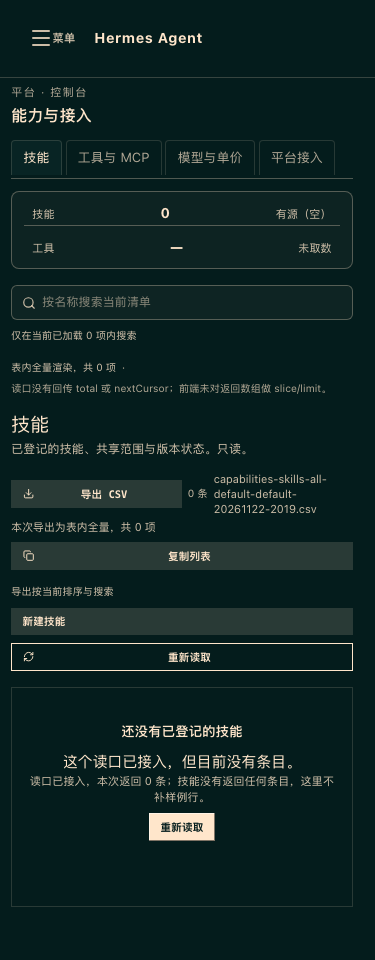 菜单
Hermes Agent
平台 · 控制台
能力与接入
技能
工具与 MCP
模型与单价
平台接入
技能 0 有源（空）
工具 — 未取数
按名称搜索当前清单
仅在当前已加载 0 项内搜索
表内全量渲染，共 0 项 ·
读口没有回传 total 或 nextCursor；前端未对返回数组做 slice/limit。
技能
已登记的技能、共享范围与版本状态。只读。
导出 CSV
0 条
capabilities-skills-all-
default-default-
20261122-2019.csv
本次导出为表内全量，共 0 项
复制列表
导出按当前排序与搜索
新建技能
重新读取
还没有已登记的技能
这个读口已接入，但目前没有条目。
读口已接入，本次返回 0 条；技能没有返回任何条目，这里不
补样例行。
重新读取